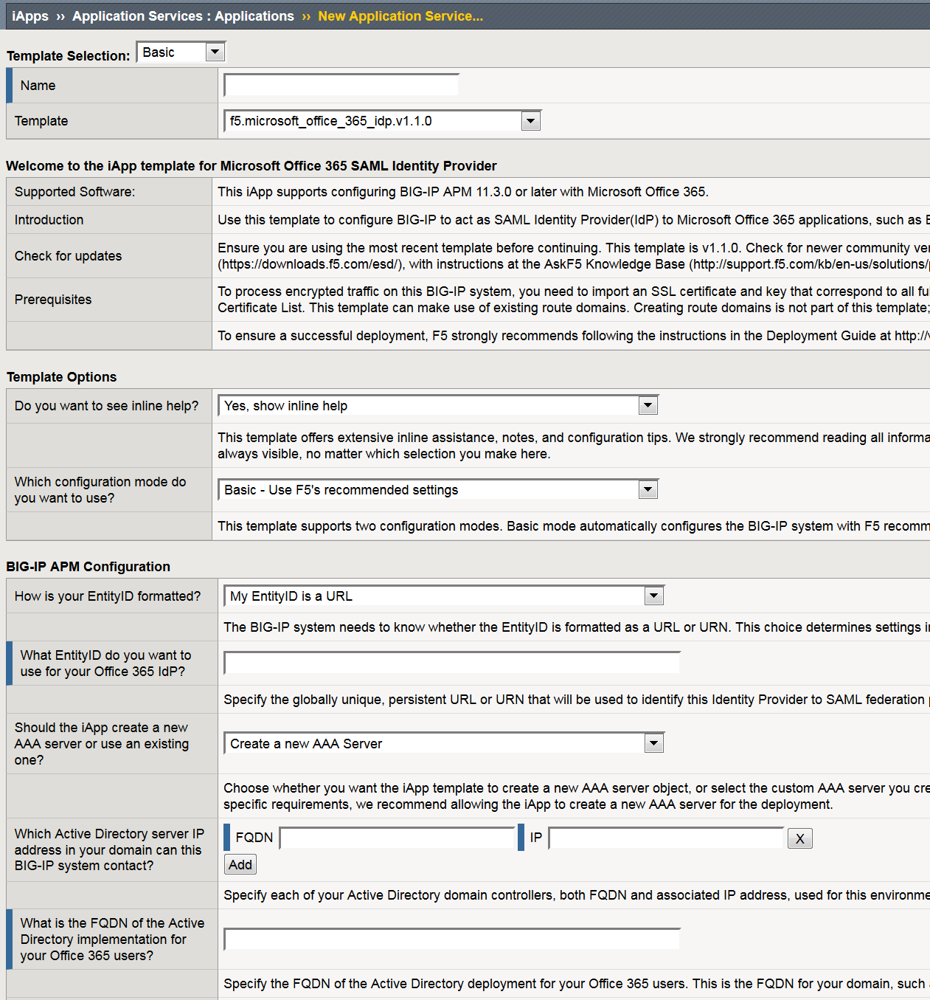 iApps ›› Application Services : Applications ›› New Application Service...
Template Selection: Basic
Name
Template f5.microsoft_office_365_idp.v1.1.0
Welcome to the iApp template for Microsoft Office 365 SAML Identity Provider
Supported Software: This iApp supports configuring BIG-IP APM 11.3.0 or later with Microsoft Office 365.
Introduction Use this template to configure BIG-IP to act as SAML Identity Provider(IdP) to Microsoft Office 365 applications, such as
Check for updates
Ensure you are using the most recent template before continuing. This template is v1.1.0. Check for newer community
(https://downloads.f5.com/esd/), with instructions at the AskF5 Knowledge Base (http://support.f5.com/kb/en-us/solutions/
Prerequisites
To process encrypted traffic on this BIG-IP system, you need to import an SSL certificate and key that correspond to all
Certificate List. This template can make use of existing route domains. Creating route domains is not part of this template;
To ensure a successful deployment, F5 strongly recommends following the instructions in the Deployment Guide at http://
Template Options
Do you want to see inline help? Yes, show inline help
This template offers extensive inline assistance, notes, and configuration tips. We strongly recommend reading all
always visible, no matter which selection you make here.
Which configuration mode do
you want to use?
Basic - Use F5's recommended settings
This template supports two configuration modes. Basic mode automatically configures the BIG-IP system with F5
BIG-IP APM Configuration
How is your EntityID formatted? My EntityID is a URL
The BIG-IP system needs to know whether the EntityID is formatted as a URL or URN. This choice determines settings
What EntityID do you want to
use for your Office 365 IdP?
Specify the globally unique, persistent URL or URN that will be used to identify this Identity Provider to SAML federation
Should the iApp create a new
AAA server or use an existing
one?
Create a new AAA Server
Choose whether you want the iApp template to create a new AAA server object, or select the custom AAA server you
specific requirements, we recommend allowing the iApp to create a new AAA server for the deployment.
Which Active Directory server IP
address in your domain can this
BIG-IP system contact?
FQDN IP X
Add
Specify each of your Active Directory domain controllers, both FQDN and associated IP address, used for this
What is the FQDN of the Active
Directory implementation for
your Office 365 users?
Specify the FQDN of the Active Directory deployment for your Office 365 users. This is the FQDN for your domain, such